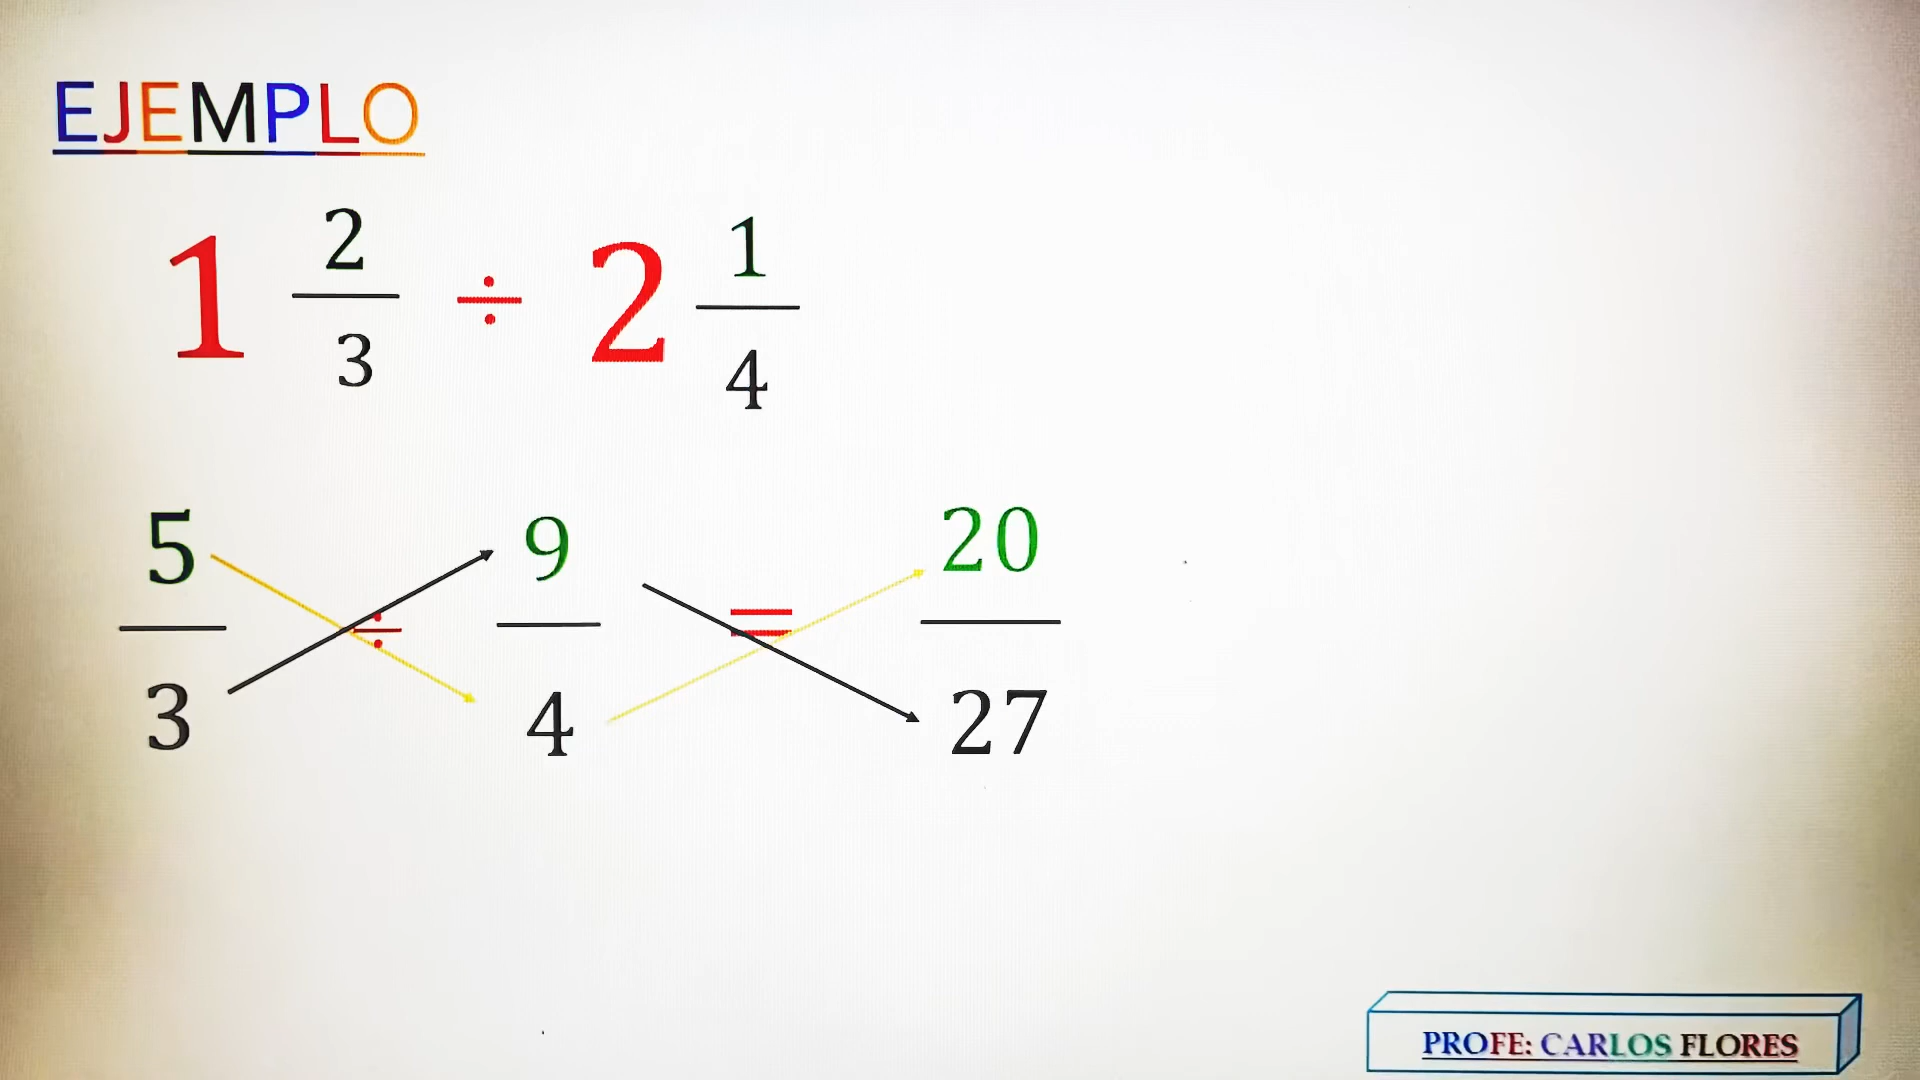 EJEMPLO
1 2/3 ÷ 2 1/4
5/3 ÷ 9/4 = 20/27
PROFE: CARLOS FLORES